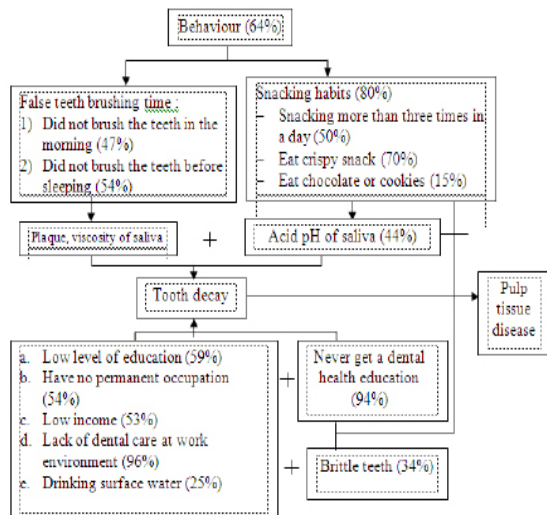 Behaviour (64%)
False teeth brushing time :
1) Did not brush the teeth in the
morning (47%)
2) Did not brush the teeth before
sleeping (54%)
Snacking habits (80%)
– Snacking more than three times in
a day (50%)
– Eat crispy snack (70%)
– Eat chocolate or cookies (15%)
Plaque, viscosity of saliva
+
Acid pH of saliva (44%)
Tooth decay
Pulp
tissue
disease
a. Low level of education (59%)
b. Have no permanent occupation
(54%)
c. Low income (53%)
d. Lack of dental care at work
environment (96%)
e. Drinking surface water (25%)
+
Never get a dental
health education
(94%)
+
Brittle teeth (34%)